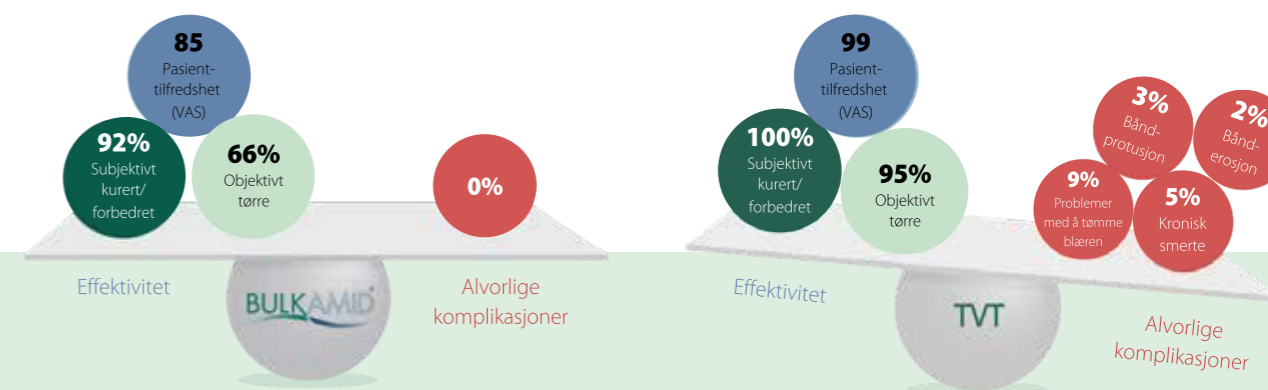 85
Pasient-
tilfredshet
(VAS)
92%
Subjektivt
kurert/
forbedret
66%
Objektivt
tørre
0%
Effektivitet
BULKAMID®
Alvorlige
komplikasjoner
99
Pasient-
tilfredshet
(VAS)
100%
Subjektivt
kurert/
forbedret
95%
Objektivt
tørre
3%
Bånd-
protusjon
2%
Bånd-
erosjon
9%
Problemer
med å tømme
blæren
5%
Kronisk
smerte
Effektivitet
TVT
Alvorlige
komplikasjoner